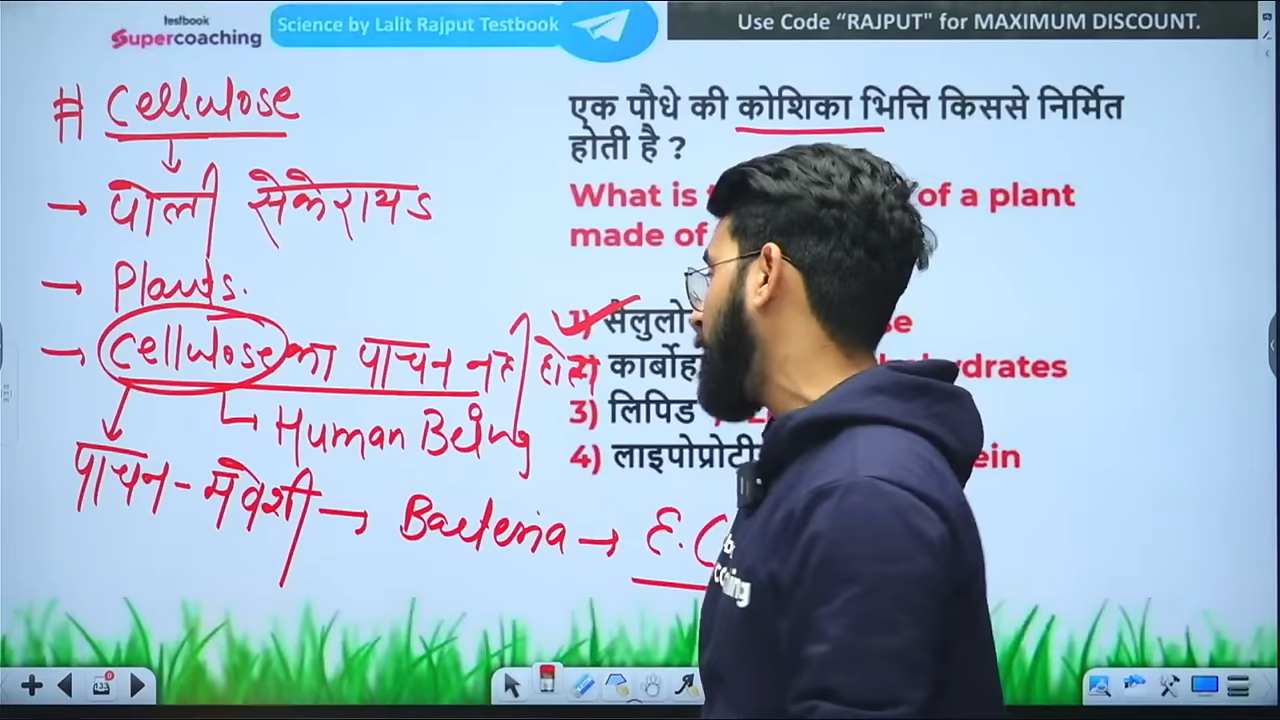 testbook
Supercoaching
Science by Lalit Rajput Testbook
Use Code “RAJPUT" for MAXIMUM DISCOUNT.
# Cellulose
→ पोली सेकेरायड
→ Plants.
→ Cellulose का पाचन नही होता
Human Being
पाचन - मवेशी → Bacteria → E.C
एक पौधे की कोशिका भित्ति किससे निर्मित
होती है ?
What is of a plant
made of
1) सेलुलो se
कार्बोह ydrates
3) लिपिड /
4) लाइपोप्रोटी ein